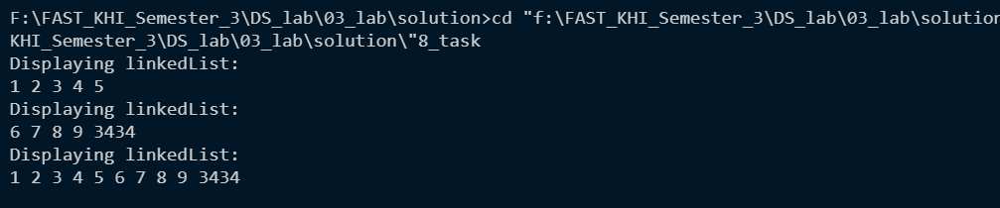 F:\FAST_KHI_Semester_3\DS_lab\03_lab\solution>cd "f:\FAST_KHI_Semester_3\DS_lab\03_lab\solution
KHI_Semester_3\DS_lab\03_lab\solution\"8_task
Displaying linkedList:
1 2 3 4 5
Displaying linkedList:
6 7 8 9 3434
Displaying linkedList:
1 2 3 4 5 6 7 8 9 3434